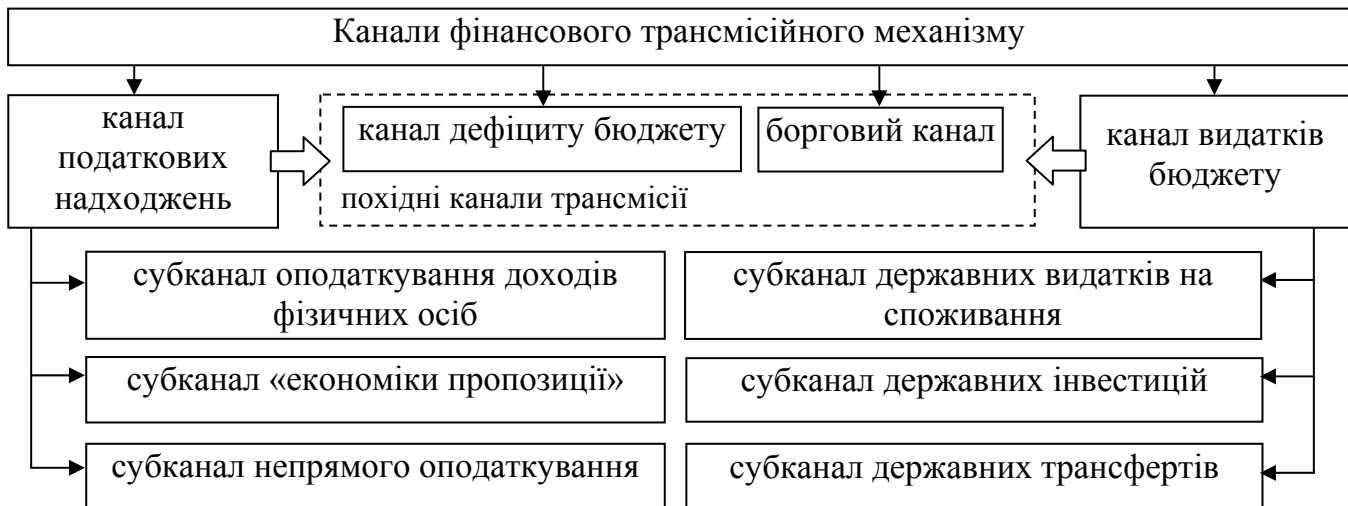 Канали фінансового трансмісійного механізму
канал
податкових
надходжень
канал дефіциту бюджету
борговий канал
похідні канали трансмісії
канал видатків
бюджету
субканал оподаткування доходів
фізичних осіб
субканал державних видатків на
споживання
субканал «економіки пропозиції»
субканал державних інвестицій
субканал непрямого оподаткування
субканал державних трансфертів